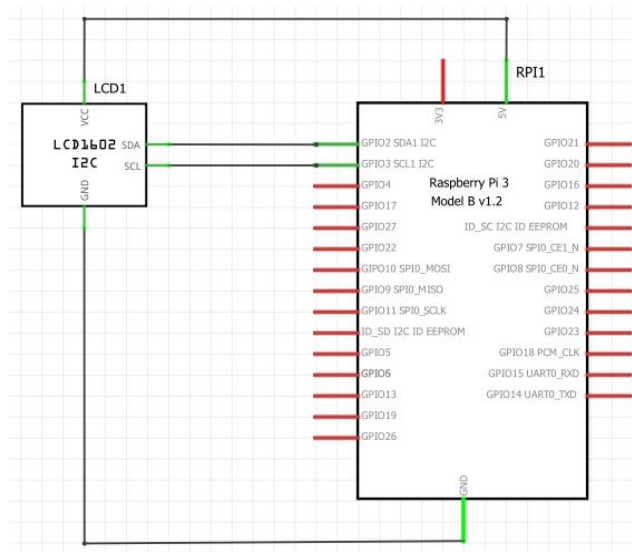 LCD1
VCC
LCD1602
I2C
SDA
SCL
GND
RPI1
3V3
5V
Raspberry Pi 3
Model B v1.2
GPIO2 SDA1 I2C
GPIO3 SCL1 I2C
GPIO4
GPIO17
GPIO27
GPIO22
GIPO10 SPI0_MOSI
GPIO9 SPI0_MISO
GPIO11 SPI0_SCLK
ID_SD I2C ID EEPROM
GPIO5
GPIO6
GPIO13
GPIO19
GPIO26
GPIO21
GPIO20
GPIO16
GPIO12
ID_SC I2C ID EEPROM
GPIO7 SPI0_CE1_N
GPIO8 SPI0_CE0_N
GPIO25
GPIO24
GPIO23
GPIO18 PCM_CLK
GPIO15 UART0_RXD
GPIO14 UART0_TXD
GND